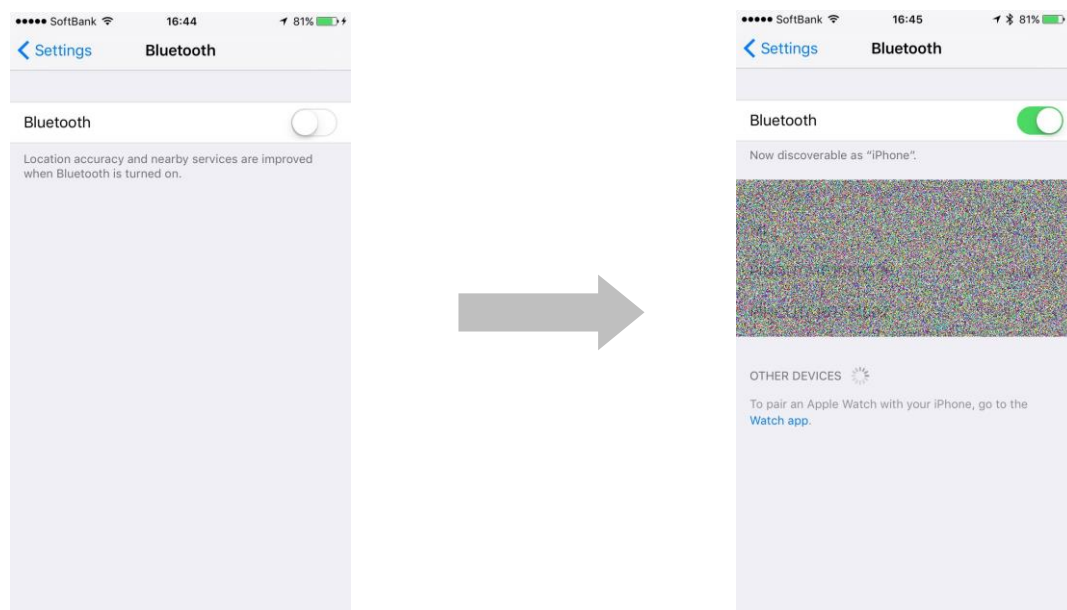 SoftBank 16:44 81%
Settings Bluetooth
Bluetooth
Location accuracy and nearby services are improved
when Bluetooth is turned on.
SoftBank 16:45 81%
Settings Bluetooth
Bluetooth
Now discoverable as “iPhone”.
OTHER DEVICES
To pair an Apple Watch with your iPhone, go to the
Watch app.